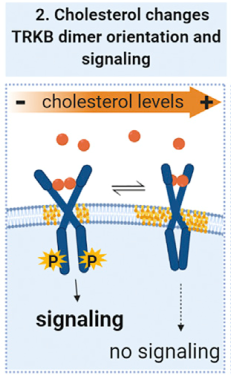 2. Cholesterol changes
TRKB dimer orientation and
signaling
- cholesterol levels +
P P
signaling
no signaling